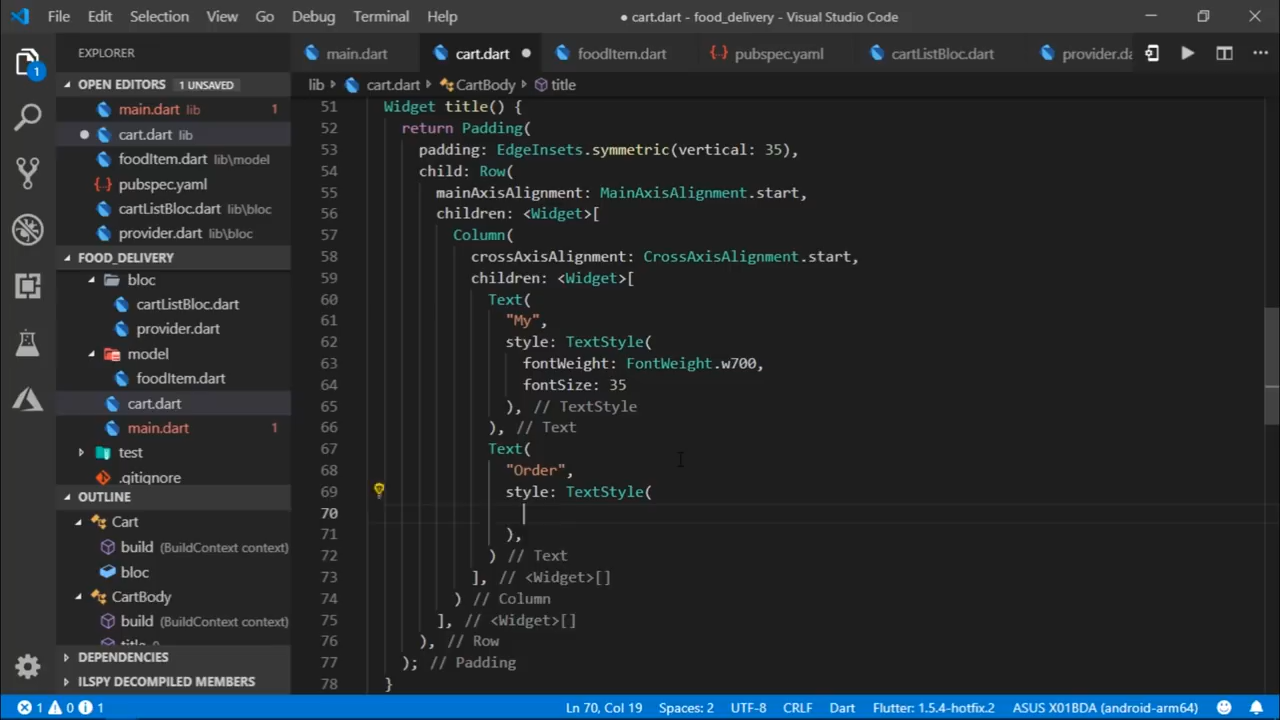 File Edit Selection View Go Debug Terminal Help ● cart.dart - food_delivery - Visual Studio Code
EXPLORER
main.dart cart.dart ● foodItem.dart {} pubspec.yaml cartListBloc.dart provider.da
OPEN EDITORS 1 UNSAVED
lib > cart.dart > CartBody > title
main.dart lib 1
cart.dart lib
foodItem.dart lib\model
{} pubspec.yaml
cartListBloc.dart lib\bloc
provider.dart lib\bloc
FOOD_DELIVERY
bloc
cartListBloc.dart
provider.dart
model
foodItem.dart
cart.dart
main.dart 1
test
.gitignore
OUTLINE
Cart
build (BuildContext context)
bloc
CartBody
build (BuildContext context)
DEPENDENCIES
ILSPY DECOMPILED MEMBERS
51 Widget title() {
52 return Padding(
53 padding: EdgeInsets.symmetric(vertical: 35),
54 child: Row(
55 mainAxisAlignment: MainAxisAlignment.start,
56 children: <Widget>[
57 Column(
58 crossAxisAlignment: CrossAxisAlignment.start,
59 children: <Widget>[
60 Text(
61 "My",
62 style: TextStyle(
63 fontWeight: FontWeight.w700,
64 fontSize: 35
65 ), // TextStyle
66 ), // Text
67 Text(
68 "Order",
69 style: TextStyle(
70
71 ),
72 ) // Text
73 ], // <Widget>[]
74 ) // Column
75 ], // <Widget>[]
76 ), // Row
77 ); // Padding
78 }
1 0 1 Ln 70, Col 19 Spaces: 2 UTF-8 CRLF Dart Flutter: 1.5.4-hotfix.2 ASUS X01BDA (android-arm64)